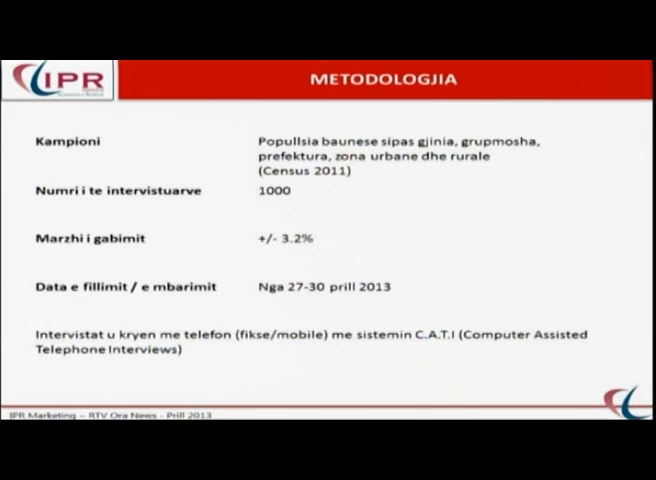 IPR
METODOLOGJIA
Kampioni
Popullsia baunese sipas gjinia, grupmosha,
prefektura, zona urbane dhe rurale
(Census 2011)
Numri i te intervistuarve
1000
Marzhi i gabimit
+/- 3.2%
Data e fillimit / e mbarimit
Nga 27-30 prill 2013
Intervistat u kryen me telefon (fikse/mobile) me sistemin C.A.T.I (Computer Assisted
Telephone Interviews)
IPR Marketing – RTV Ora News - Prill 2013